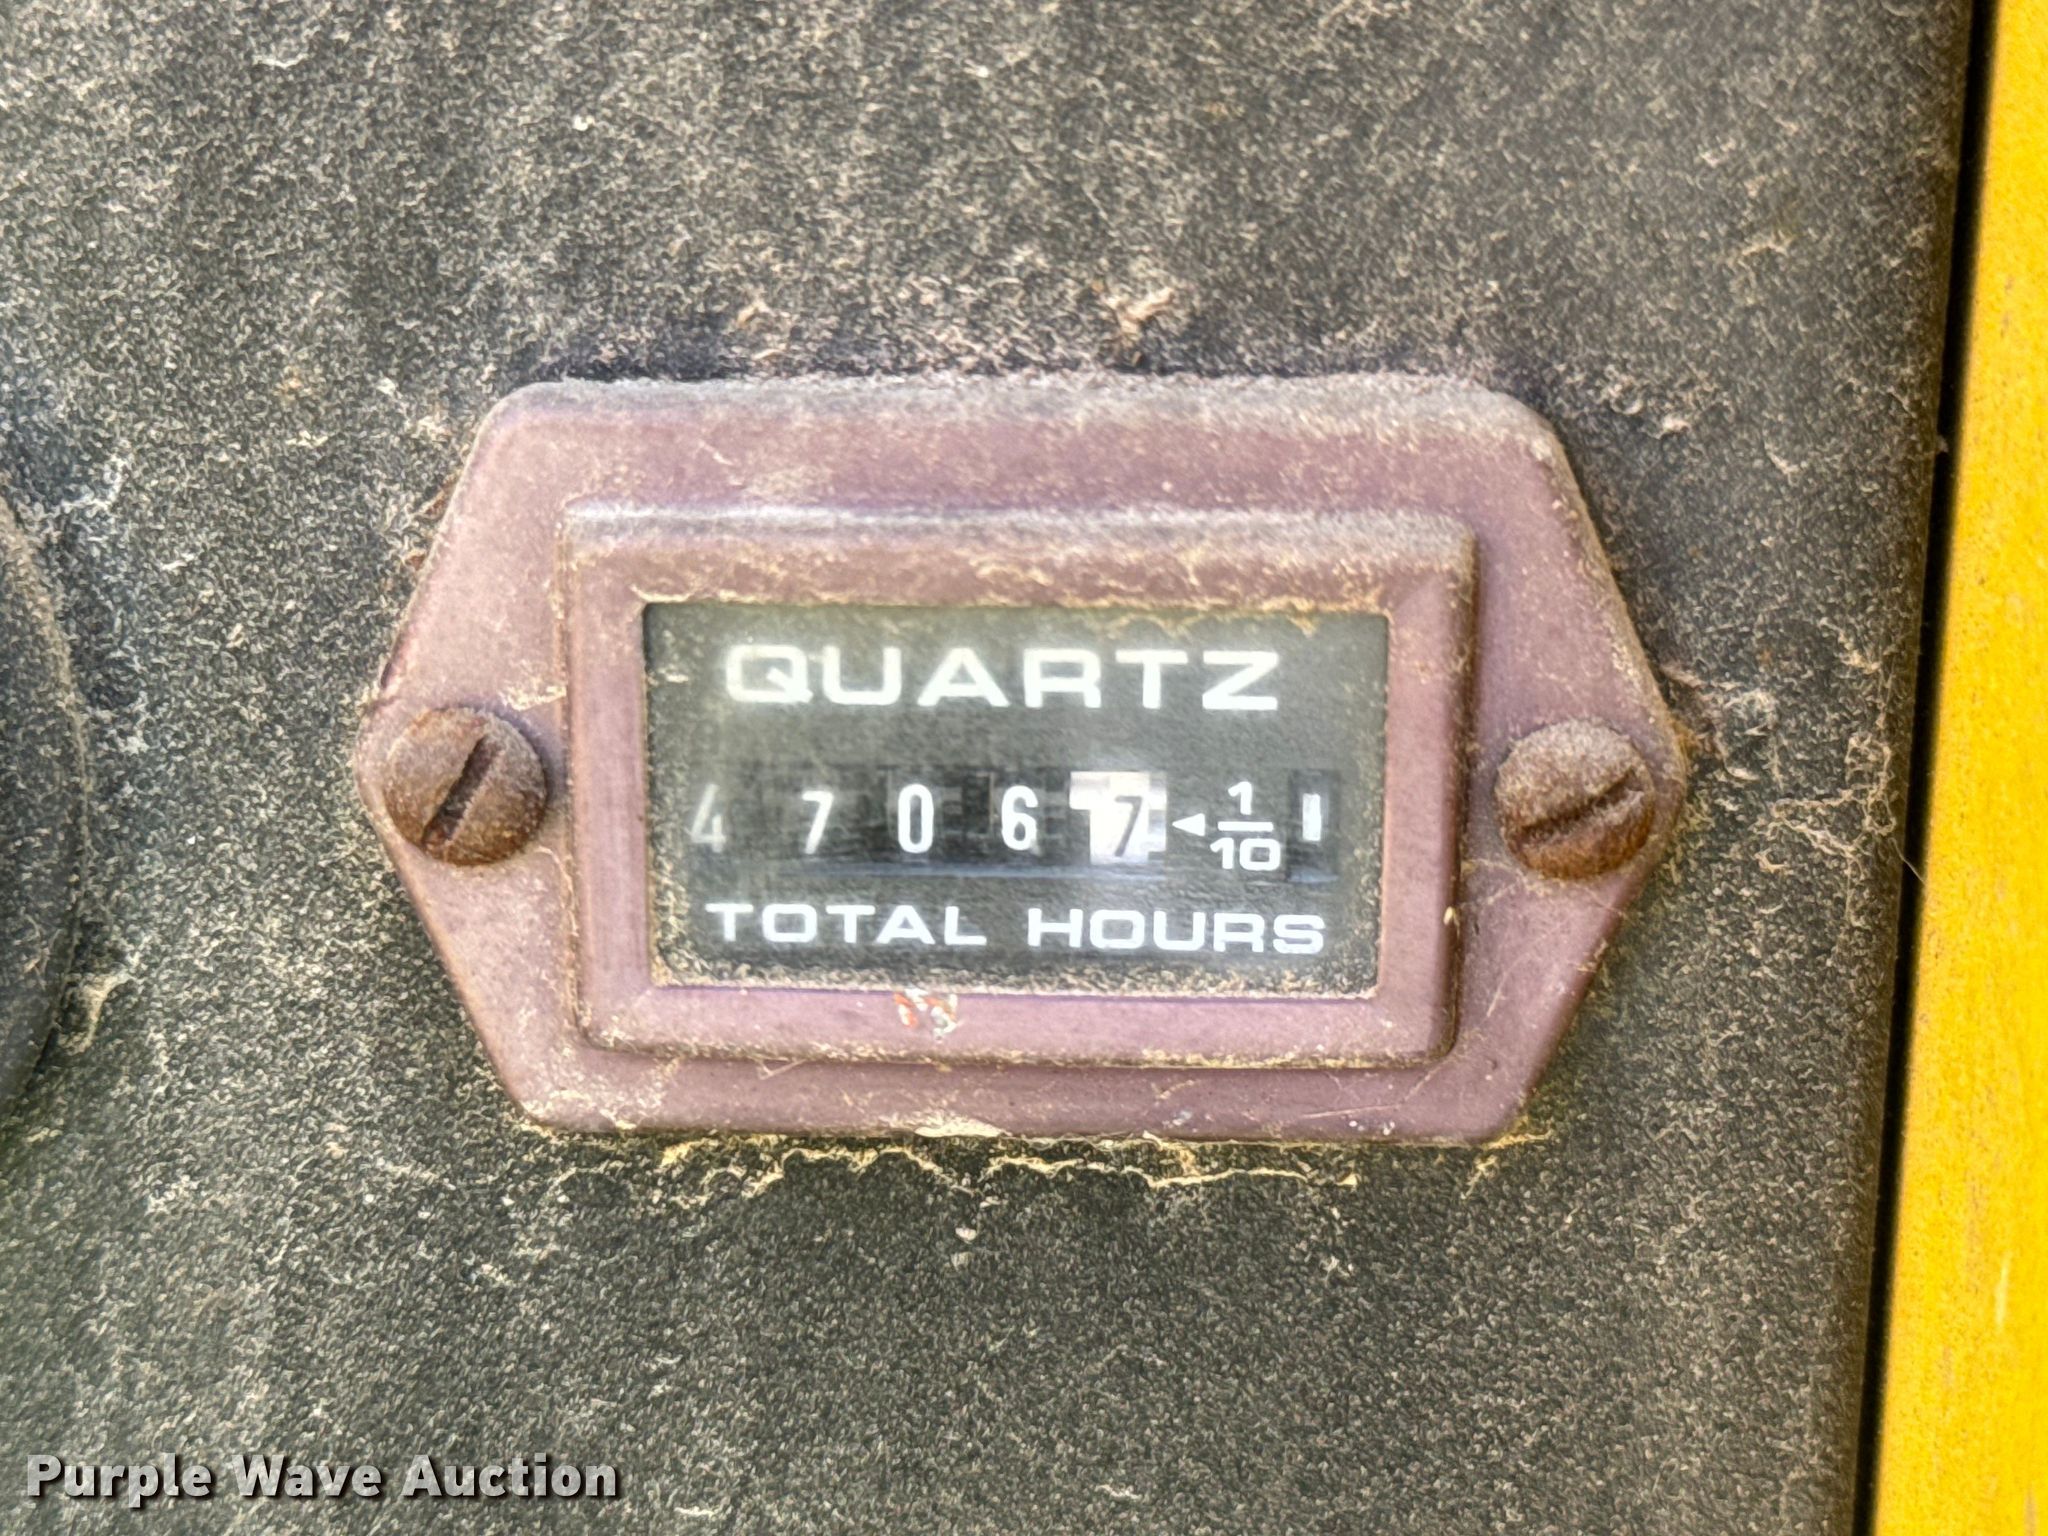 QUARTZ
4 7 0 6 7 ◄ 1/10
TOTAL HOURS
Purple Wave Auction